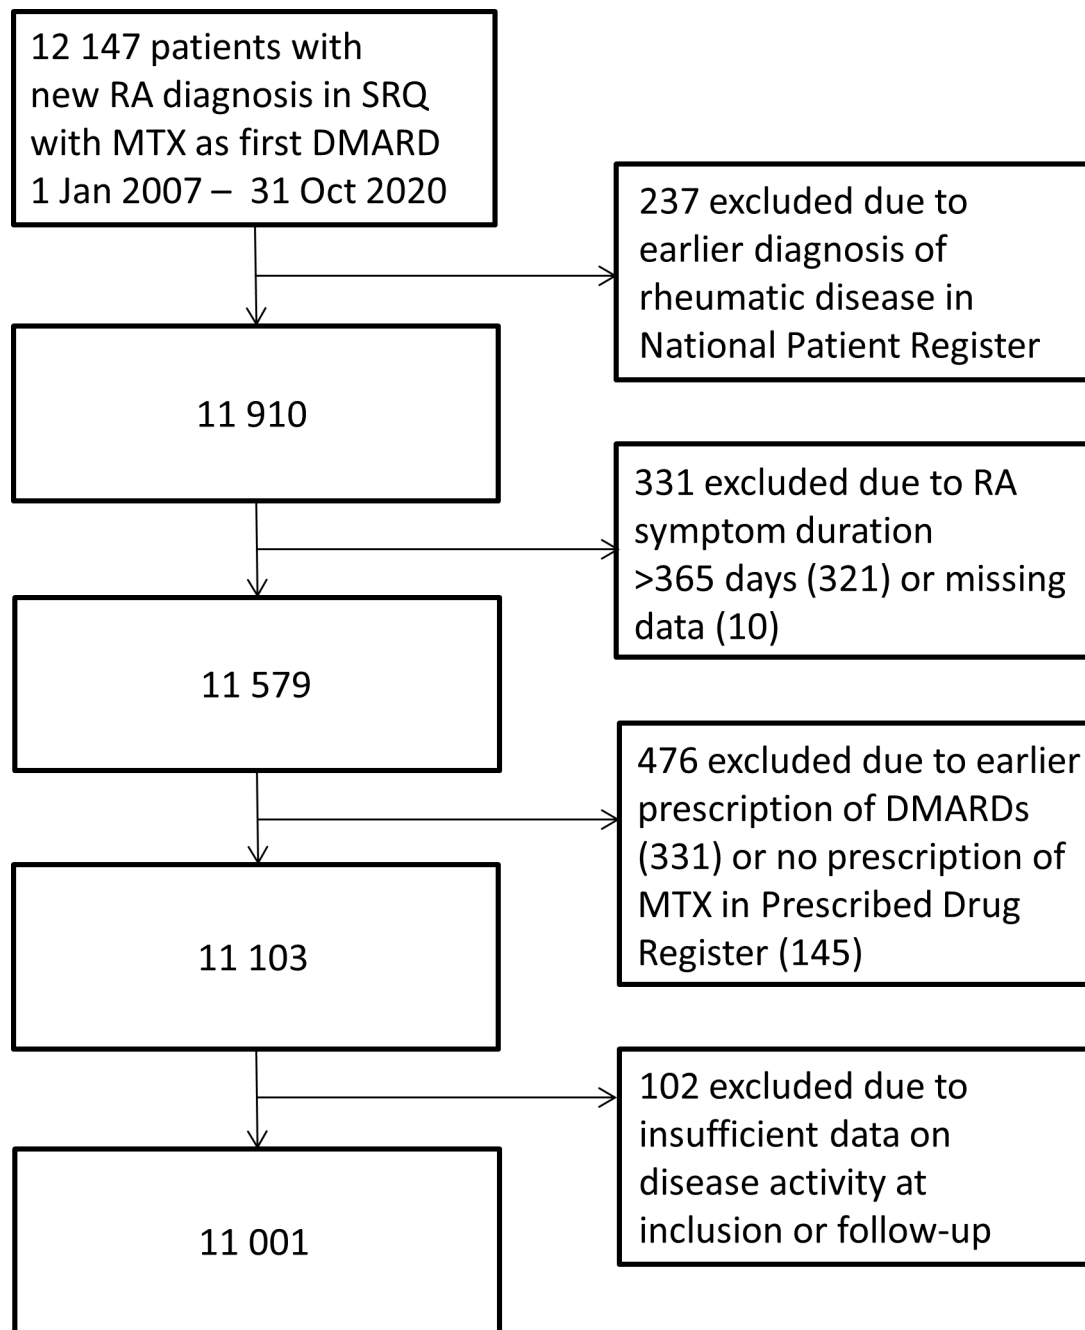 12 147 patients with
new RA diagnosis in SRQ
with MTX as first DMARD
1 Jan 2007 – 31 Oct 2020
237 excluded due to
earlier diagnosis of
rheumatic disease in
National Patient Register
11 910
331 excluded due to RA
symptom duration
>365 days (321) or missing
data (10)
11 579
476 excluded due to earlier
prescription of DMARDs
(331) or no prescription of
MTX in Prescribed Drug
Register (145)
11 103
102 excluded due to
insufficient data on
disease activity at
inclusion or follow-up
11 001